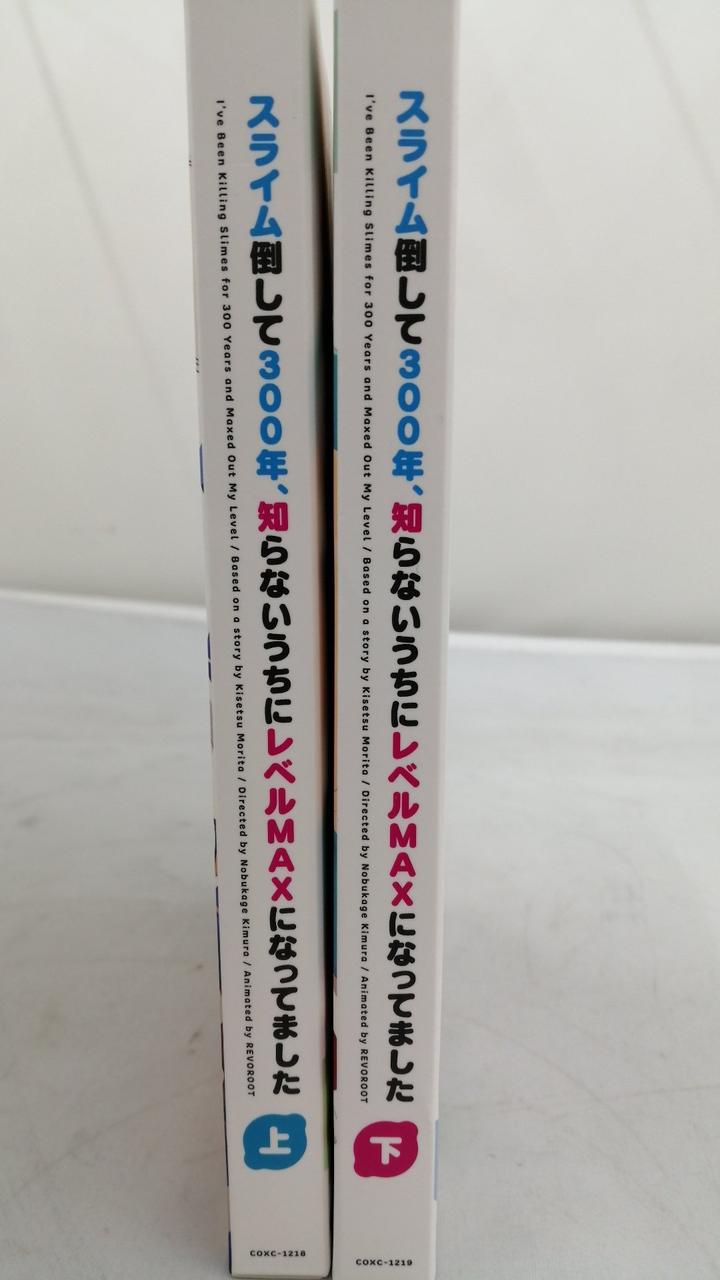 スライム倒して300年、知らないうちにレベルMAXになってました
I've Been Killing Slimes for 300 Years and Maxed Out My Level / Based on a story by Kisetsu Morita / Directed by Nobukage Kimura / Animated by REVOROOT
上
COXC-1218
スライム倒して300年、知らないうちにレベルMAXになってました
I've Been Killing Slimes for 300 Years and Maxed Out My Level / Based on a story by Kisetsu Morita / Directed by Nobukage Kimura / Animated by REVOROOT
下
COXC-1219